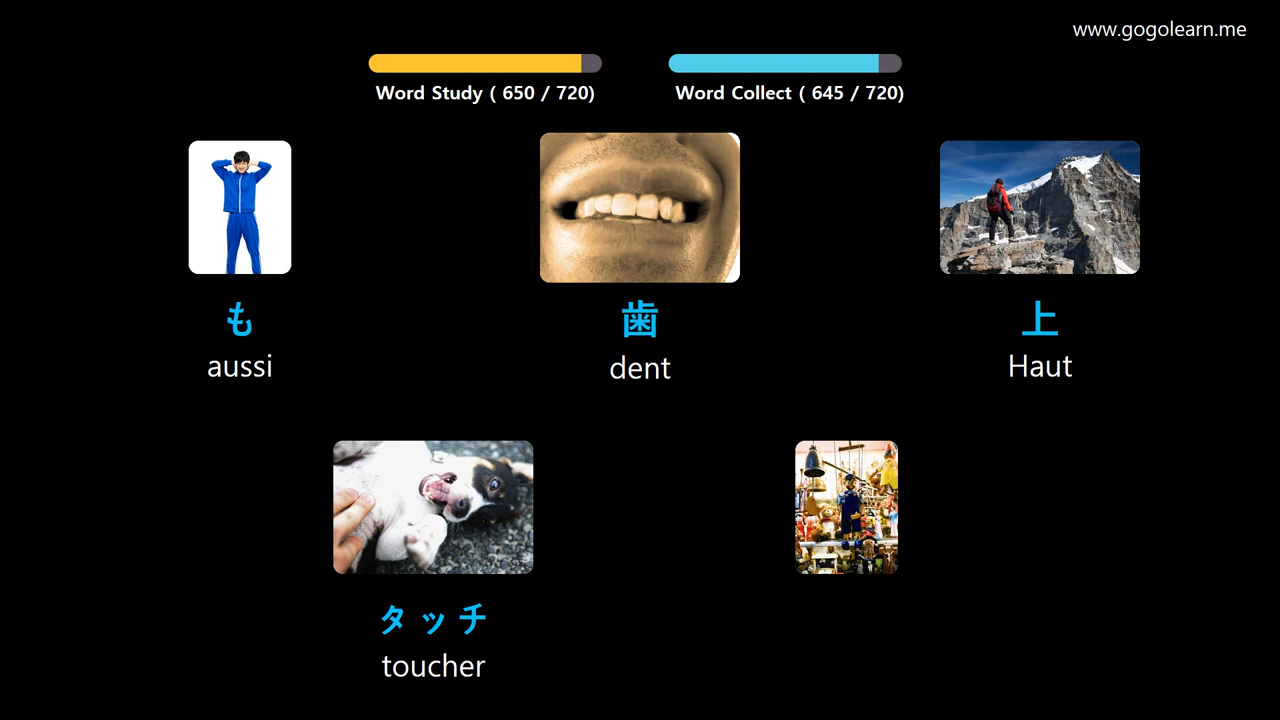 www.gogolearn.me
Word Study ( 650 / 720)
Word Collect ( 645 / 720)
も
aussi
歯
dent
上
Haut
タッチ
toucher